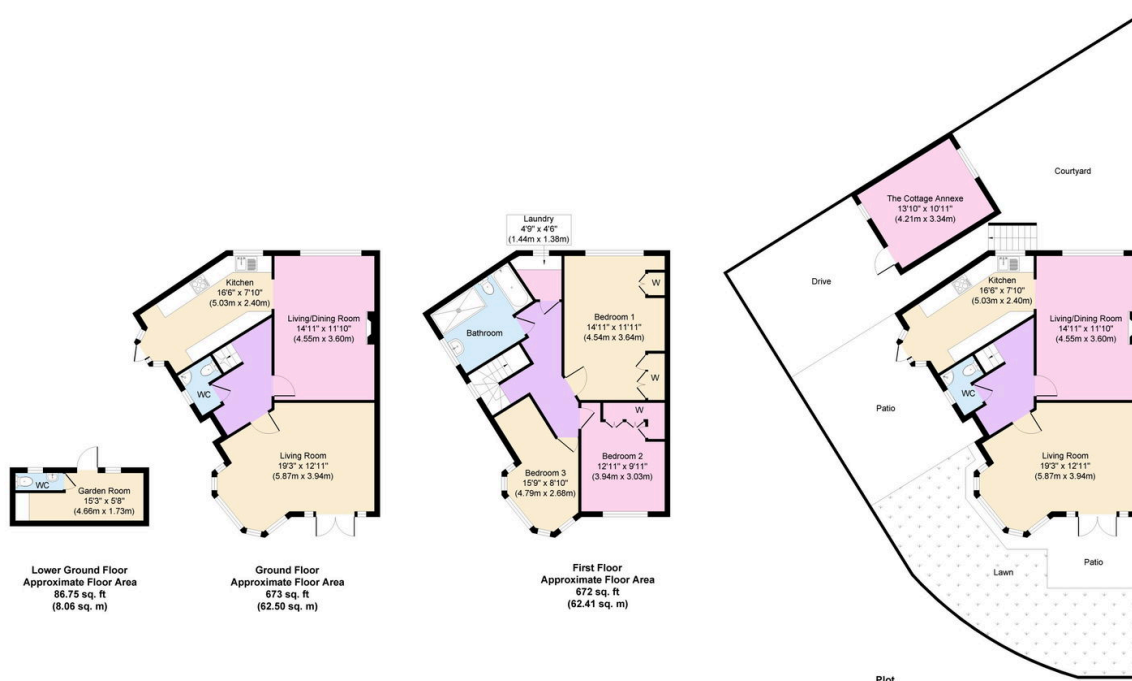 WC
Garden Room
15'3" x 5'8"
(4.66m x 1.73m)
Lower Ground Floor
Approximate Floor Area
86.75 sq. ft
(8.06 sq. m)
Kitchen
16'6" x 7'10"
(5.03m x 2.40m)
Living/Dining Room
14'11" x 11'10"
(4.55m x 3.60m)
WC
Living Room
19'3" x 12'11"
(5.87m x 3.94m)
Ground Floor
Approximate Floor Area
673 sq. ft
(62.50 sq. m)
Laundry
4'9" x 4'6"
(1.44m x 1.38m)
Bathroom
Bedroom 1
14'11" x 11'11"
(4.54m x 3.64m)
W
W
W
Bedroom 2
12'11" x 9'11"
(3.94m x 3.03m)
Bedroom 3
15'9" x 8'10"
(4.79m x 2.68m)
First Floor
Approximate Floor Area
672 sq. ft
(62.41 sq. m)
Courtyard
The Cottage Annexe
13'10" x 10'11"
(4.21m x 3.34m)
Drive
Kitchen
16'6" x 7'10"
(5.03m x 2.40m)
Living/Dining Room
14'11" x 11'10"
(4.55m x 3.60m)
WC
Patio
Living Room
19'3" x 12'11"
(5.87m x 3.94m)
Patio
Lawn
Plot